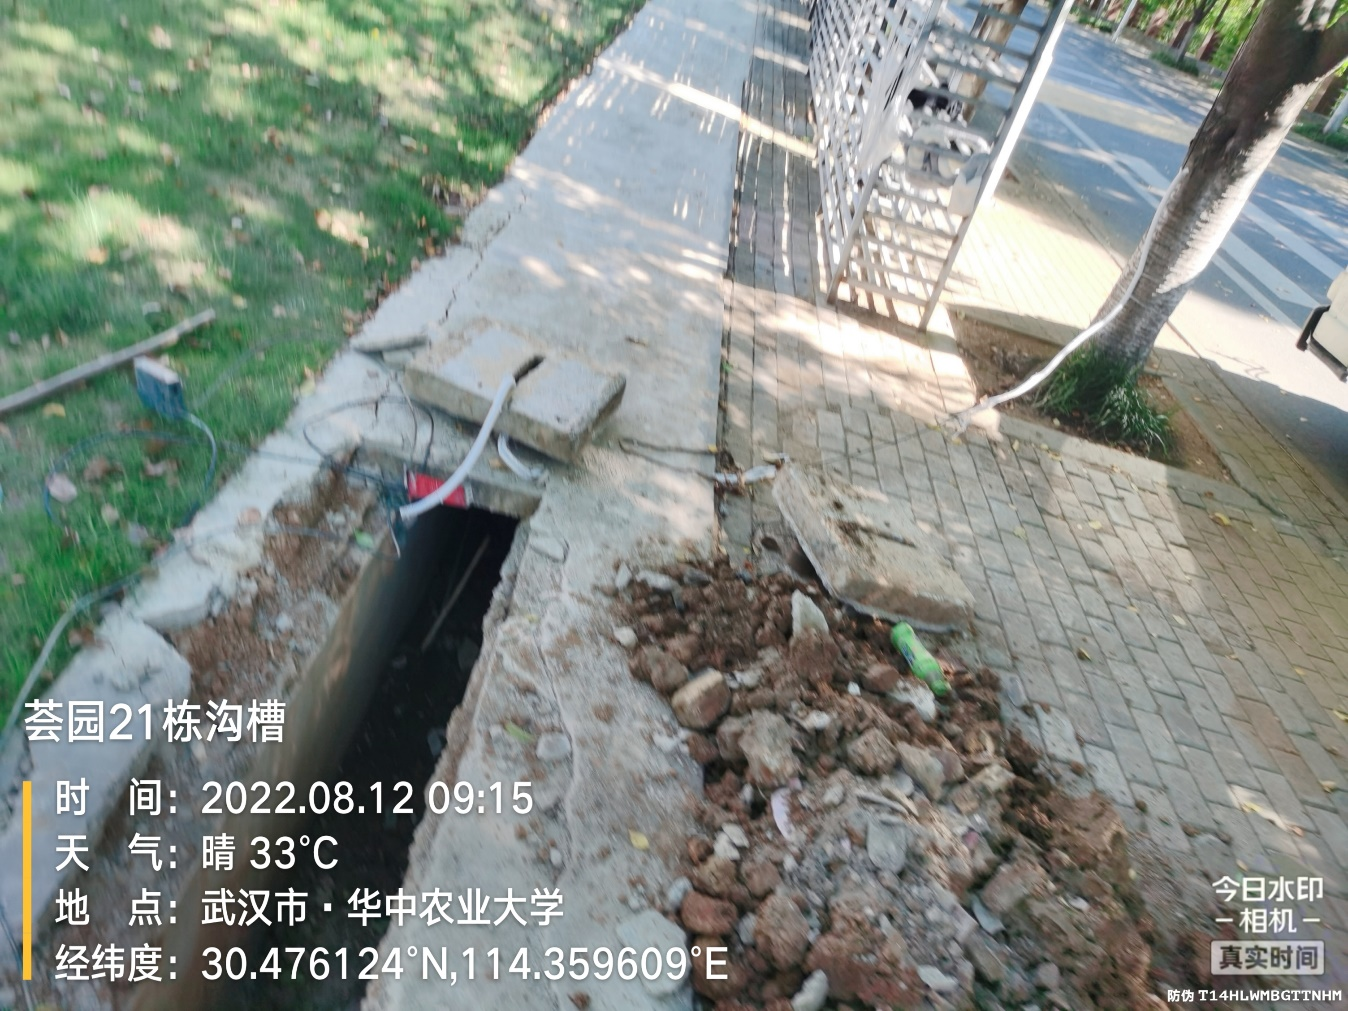 荟园21栋沟槽
时 间：2022.08.12 09:15
天 气：晴 33℃
地 点：武汉市·华中农业大学
经纬度：30.476124°N,114.359609°E
今日水印
相机
真实时间
防伪 T14HLWMBGTTNHM